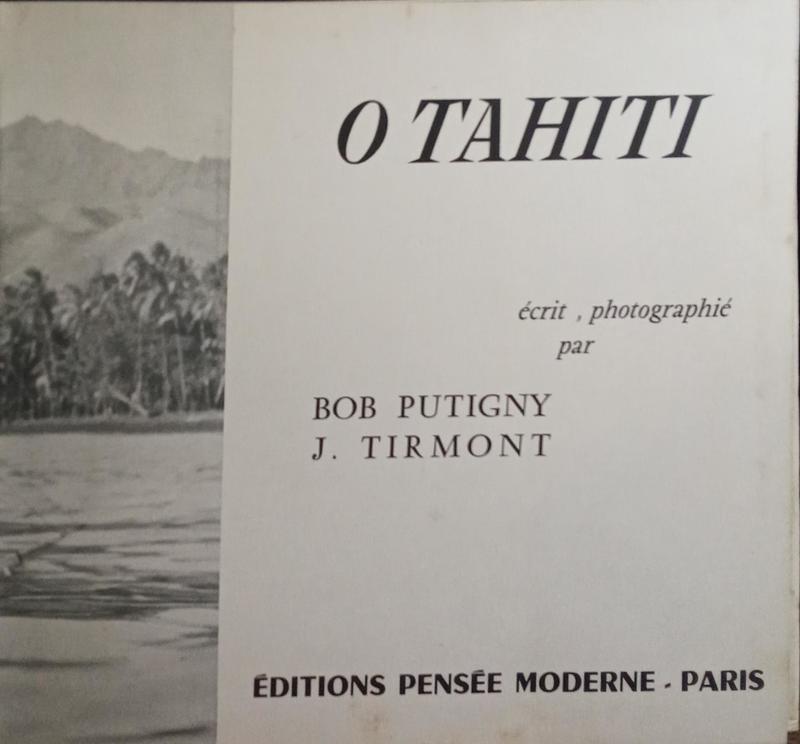 O TAHITI
écrit , photographié
par
BOB PUTIGNY
J. TIRMONT
ÉDITIONS PENSÉE MODERNE - PARIS